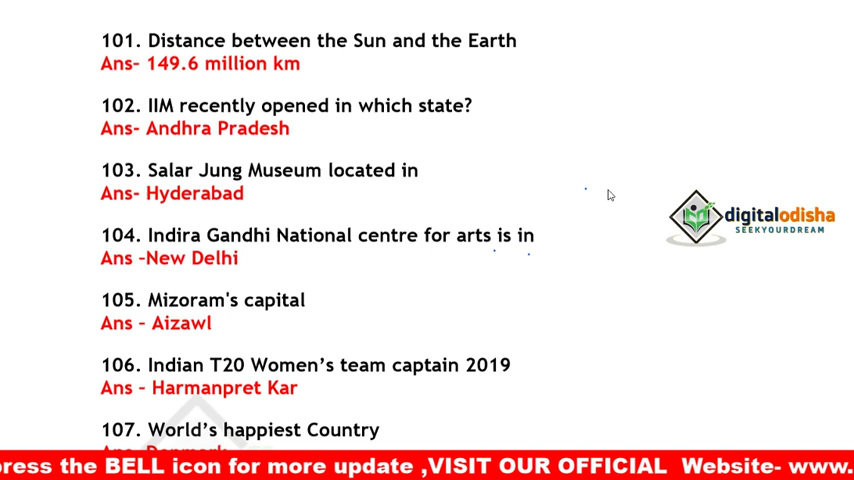 101. Distance between the Sun and the Earth
Ans- 149.6 million km
102. IIM recently opened in which state?
Ans- Andhra Pradesh
103. Salar Jung Museum located in
Ans- Hyderabad
digitalodisha
SEEKYOURDREAM
104. Indira Gandhi National centre for arts is in
Ans -New Delhi
105. Mizoram's capital
Ans - Aizawl
106. Indian T20 Women's team captain 2019
Ans - Harmanpret Kar
107. World's happiest Country
press the BELL icon for more update ,VISIT OUR OFFICIAL Website- www.